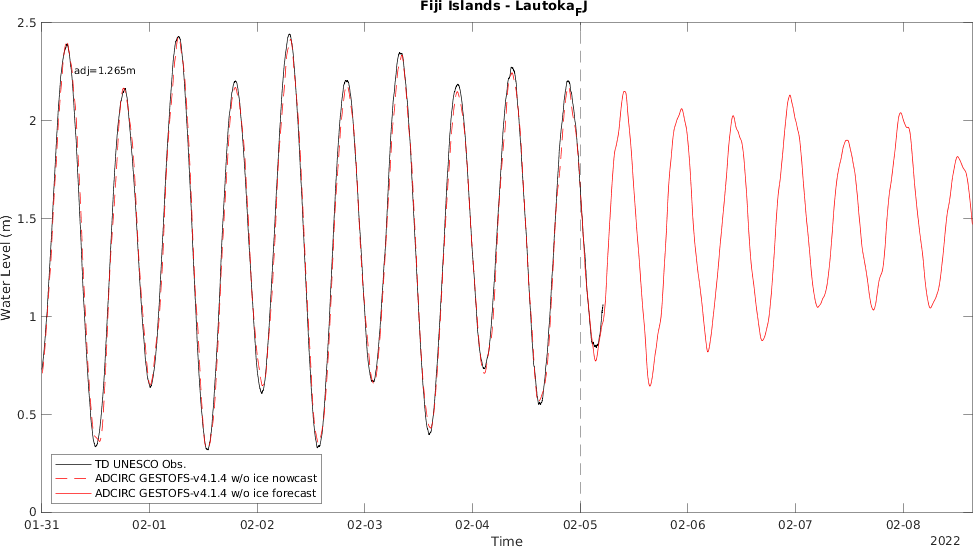 Fiji Islands - LautokaFJ
2.5
adj=1.265m
2
1.5
Water Level (m)
1
0.5
TD UNESCO Obs.
ADCIRC GESTOFS-v4.1.4 w/o ice nowcast
ADCIRC GESTOFS-v4.1.4 w/o ice forecast
0
01-31 02-01 02-02 02-03 02-04 02-05 02-06 02-07 02-08
Time
2022